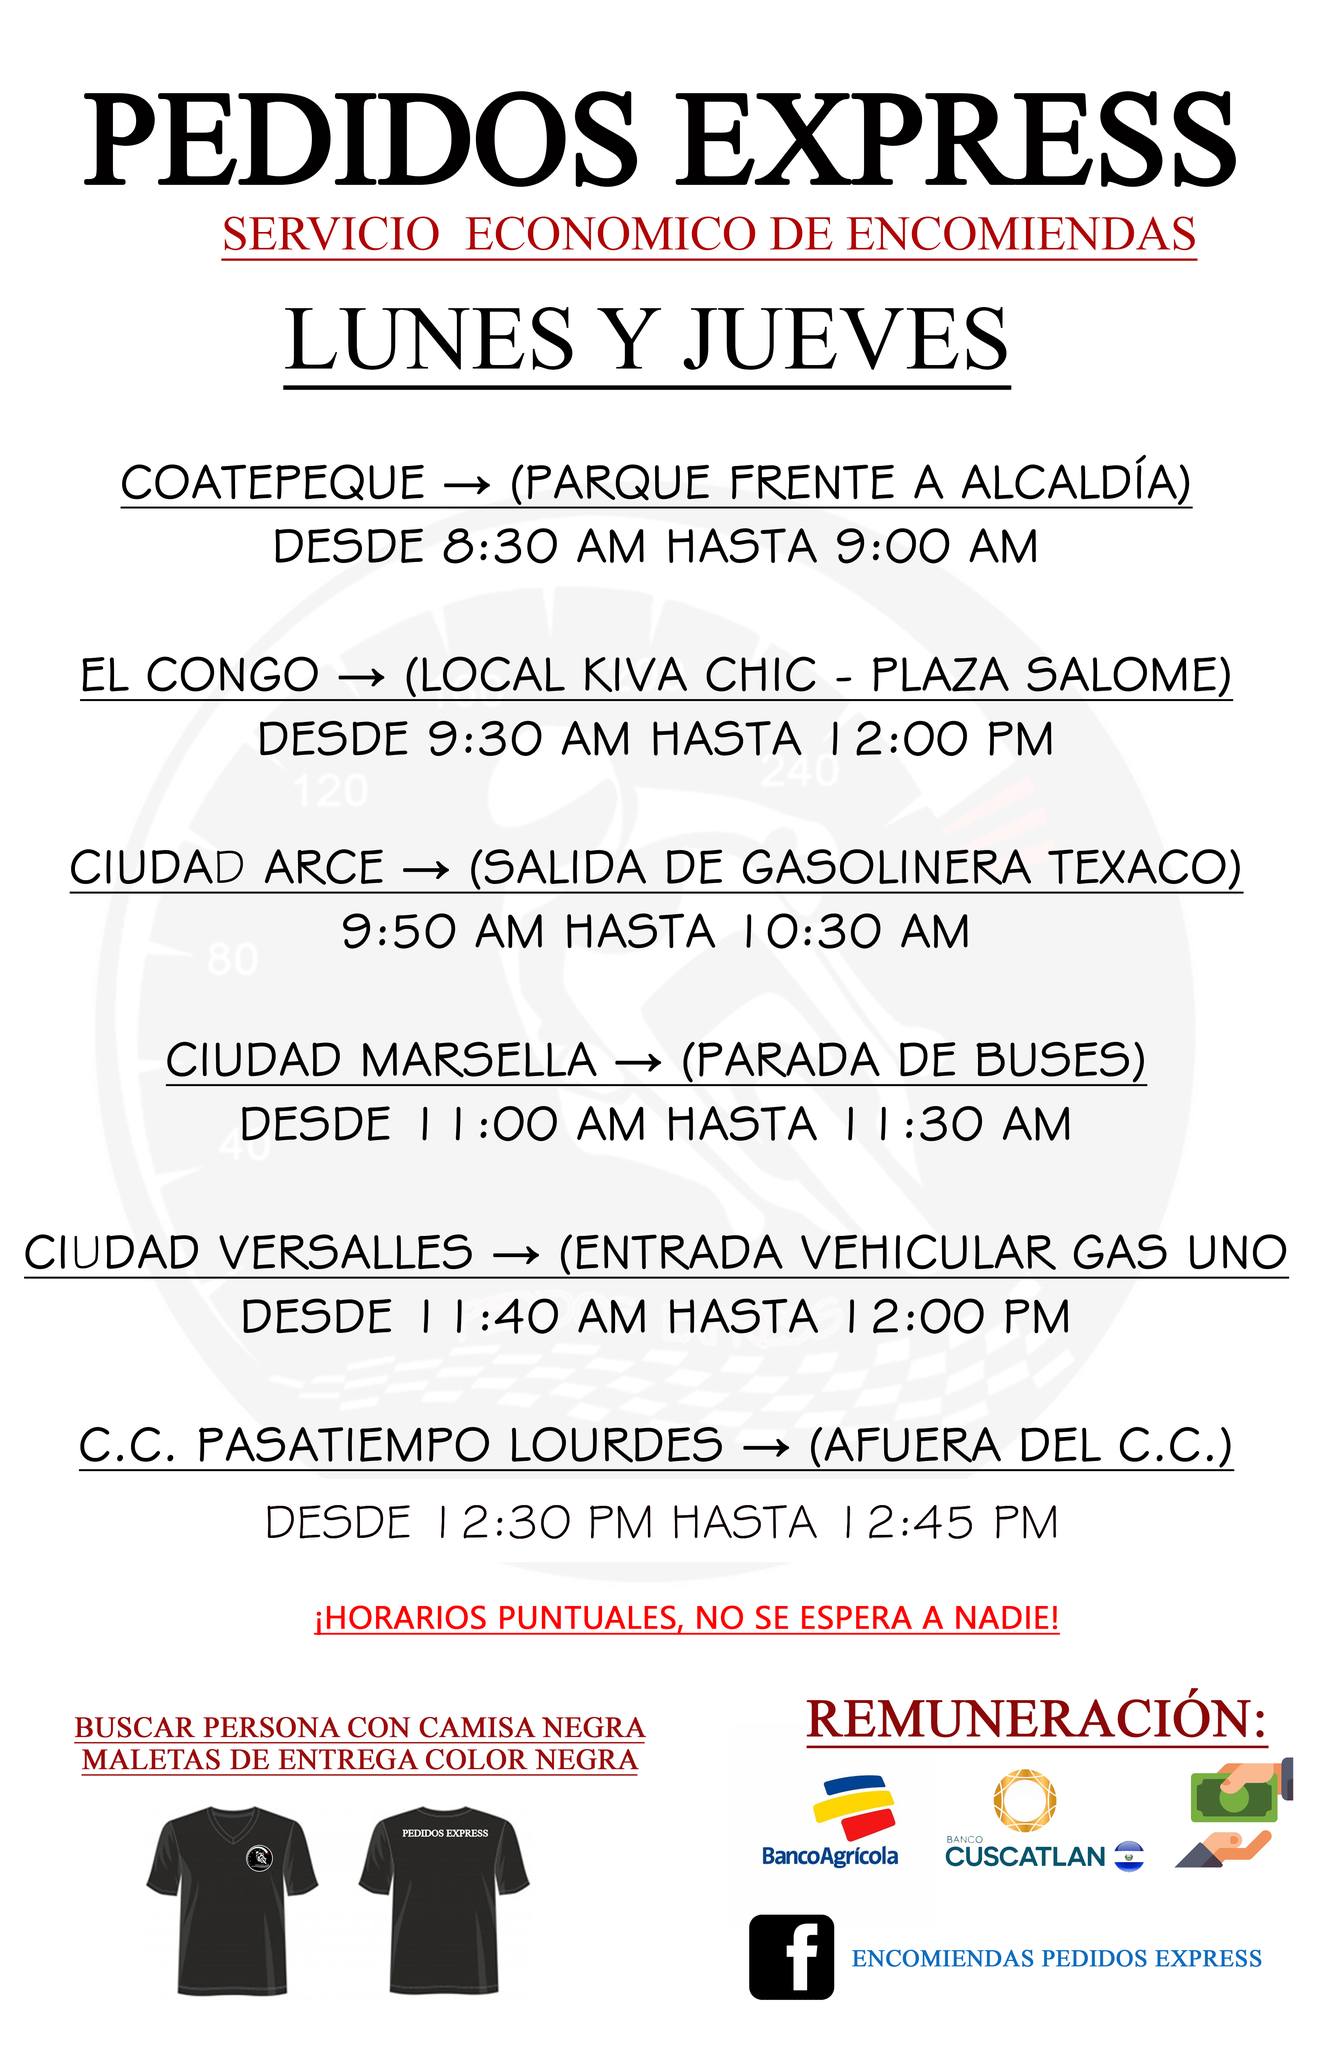 PEDIDOS EXPRESS
SERVICIO ECONOMICO DE ENCOMIENDAS
LUNES Y JUEVES
COATEPEQUE → (PARQUE FRENTE A ALCALDÍA)
DESDE 8:30 AM HASTA 9:00 AM
EL CONGO → (LOCAL KIVA CHIC - PLAZA SALOME)
DESDE 9:30 AM HASTA 12:00 PM
120
240
CIUDAD ARCE → (SALIDA DE GASOLINERA TEXACO)
9:50 AM HASTA 10:30 AM
80
CIUDAD MARSELLA → (PARADA DE BUSES)
DESDE 11:00 AM HASTA 11:30 AM
40
CIUDAD VERSALLES → (ENTRADA VEHICULAR GAS UNO
DESDE 11:40 AM HASTA 12:00 PM
C.C. PASATIEMPO LOURDES → (AFUERA DEL C.C.)
DESDE 12:30 PM HASTA 12:45 PM
¡HORARIOS PUNTUALES, NO SE ESPERA A NADIE!
BUSCAR PERSONA CON CAMISA NEGRA
MALETAS DE ENTREGA COLOR NEGRA
PEDIDOS EXPRESS
REMUNERACIÓN:
BancoAgrícola
BANCO
CUSCATLAN
f
ENCOMIENDAS PEDIDOS EXPRESS